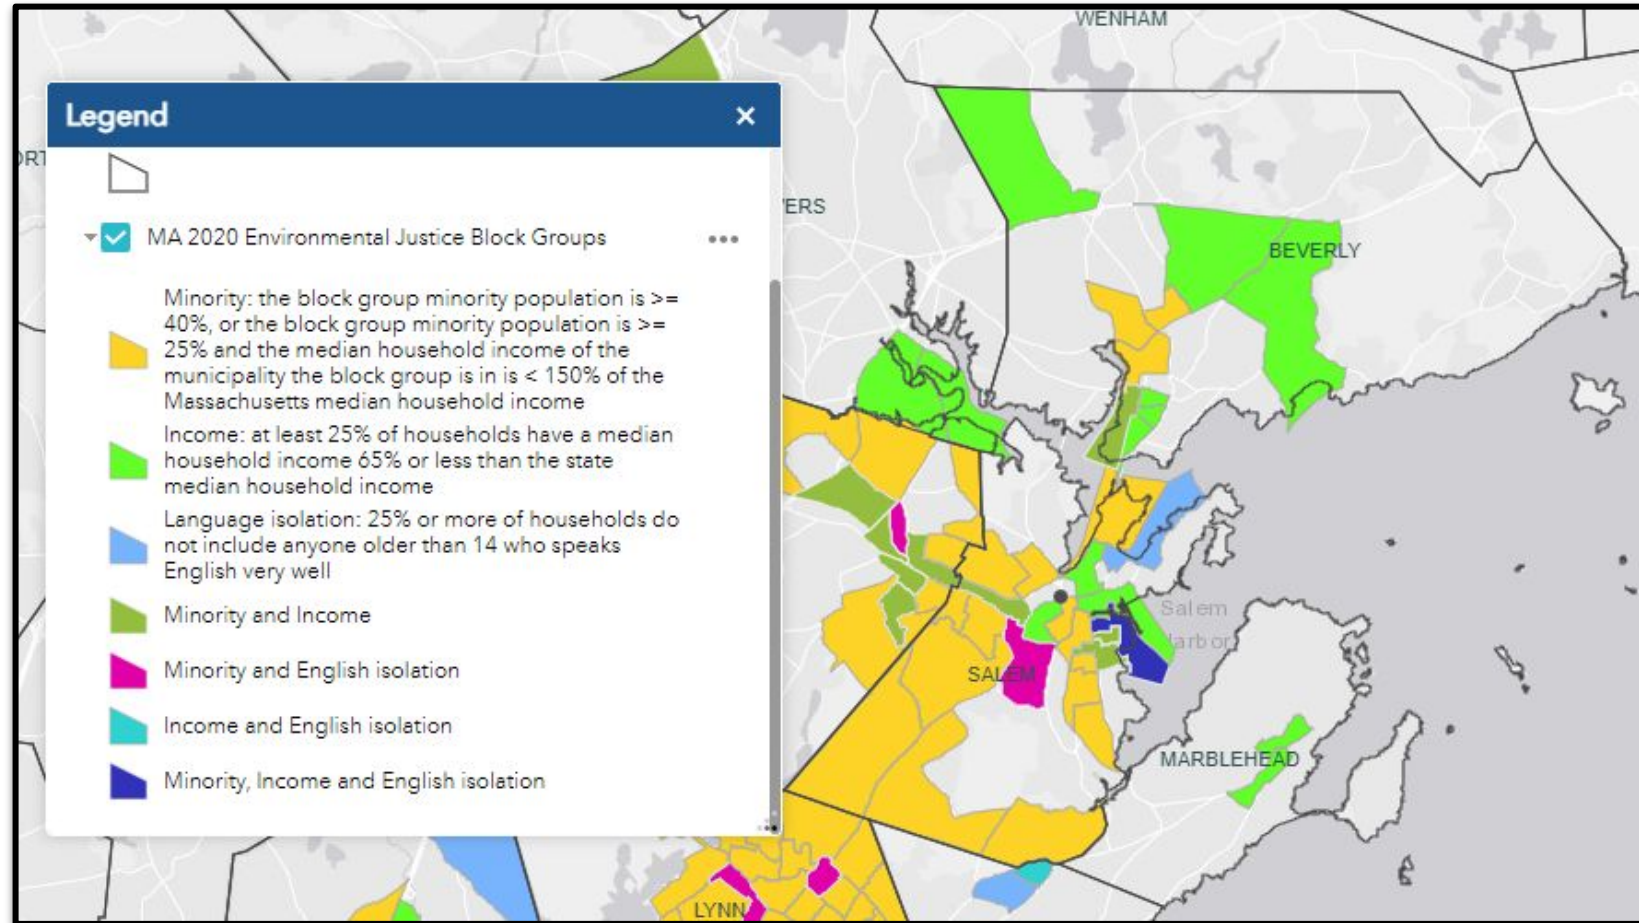 WENHAM
Legend
×
ERS
MA 2020 Environmental Justice Block Groups
•••
BEVERLY
Minority: the block group minority population is >=
40%, or the block group minority population is >=
25% and the median household income of the
municipality the block group is in is < 150% of the
Massachusetts median household income
Income: at least 25% of households have a median
household income 65% or less than the state
median household income
Language isolation: 25% or more of households do
not include anyone older than 14 who speaks
English very well
Minority and Income
Salem
arbor
Minority and English isolation
SALEM
Income and English isolation
MARBLEHEAD
Minority, Income and English isolation
LYNN